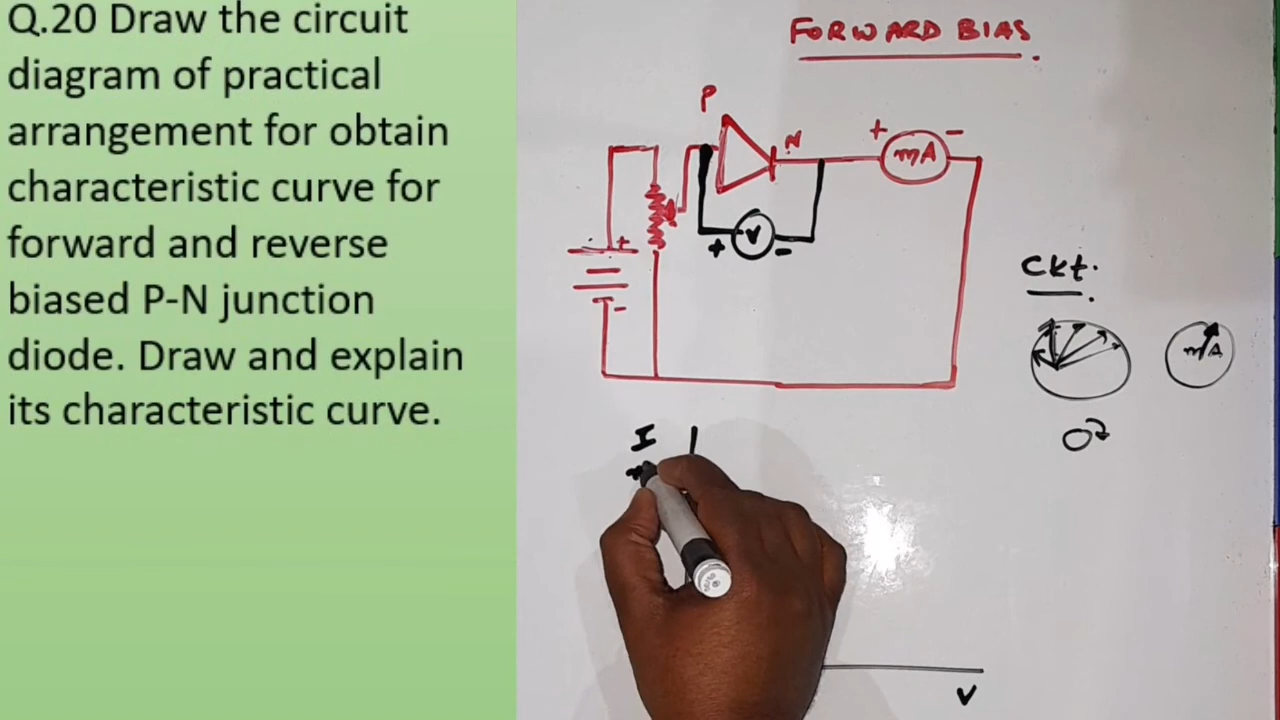 Q.20 Draw the circuit
diagram of practical
arrangement for obtain
characteristic curve for
forward and reverse
biased P-N junction
diode. Draw and explain
its characteristic curve.
FORWARD BIAS
P
N
+ mA -
+
-
+ V -
Ckt.
mA
I
V